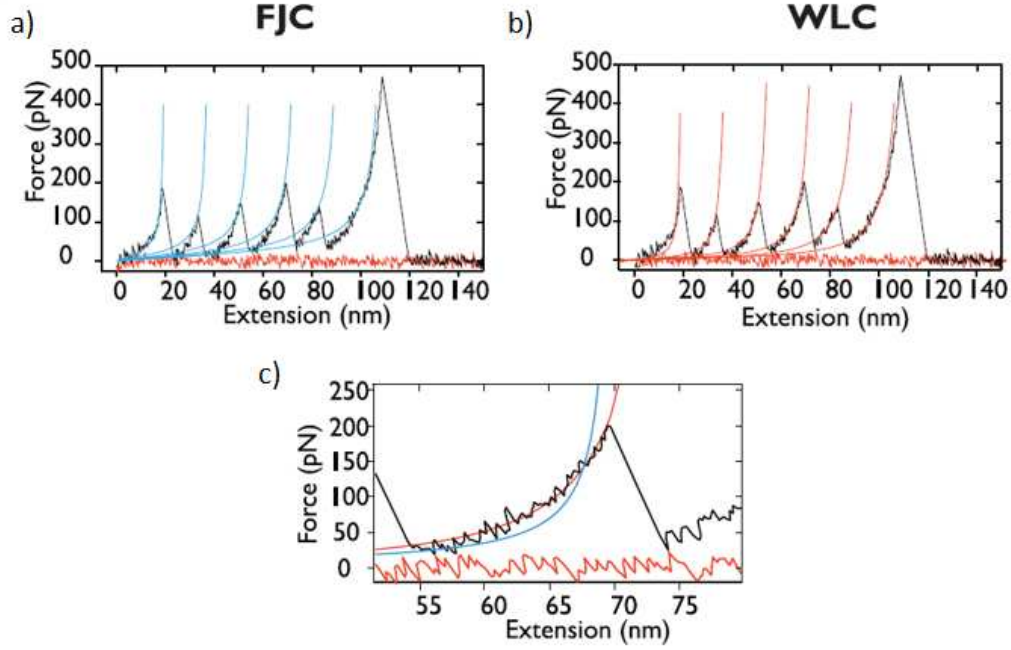 a) FJC b) WLC
500 500
400 400
300 300
200 200
100 100
0 0
Force (pN) Force (pN)
0 20 40 60 80 100 120 140 0 20 40 60 80 100 120 140
Extension (nm) Extension (nm)
c)
250
200
150
100
50
0
Force (pN)
55 60 65 70 75
Extension (nm)